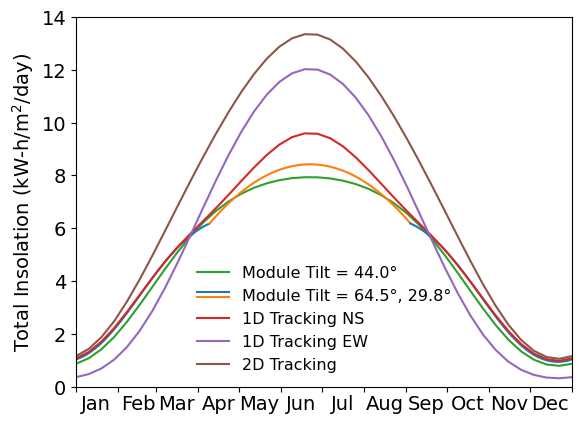 Total Insolation (kW-h/m²/day)
14
12
10
8
6
4
2
0
Module Tilt = 44.0°
Module Tilt = 64.5°, 29.8°
1D Tracking NS
1D Tracking EW
2D Tracking
Jan Feb Mar Apr May Jun Jul Aug Sep Oct Nov Dec